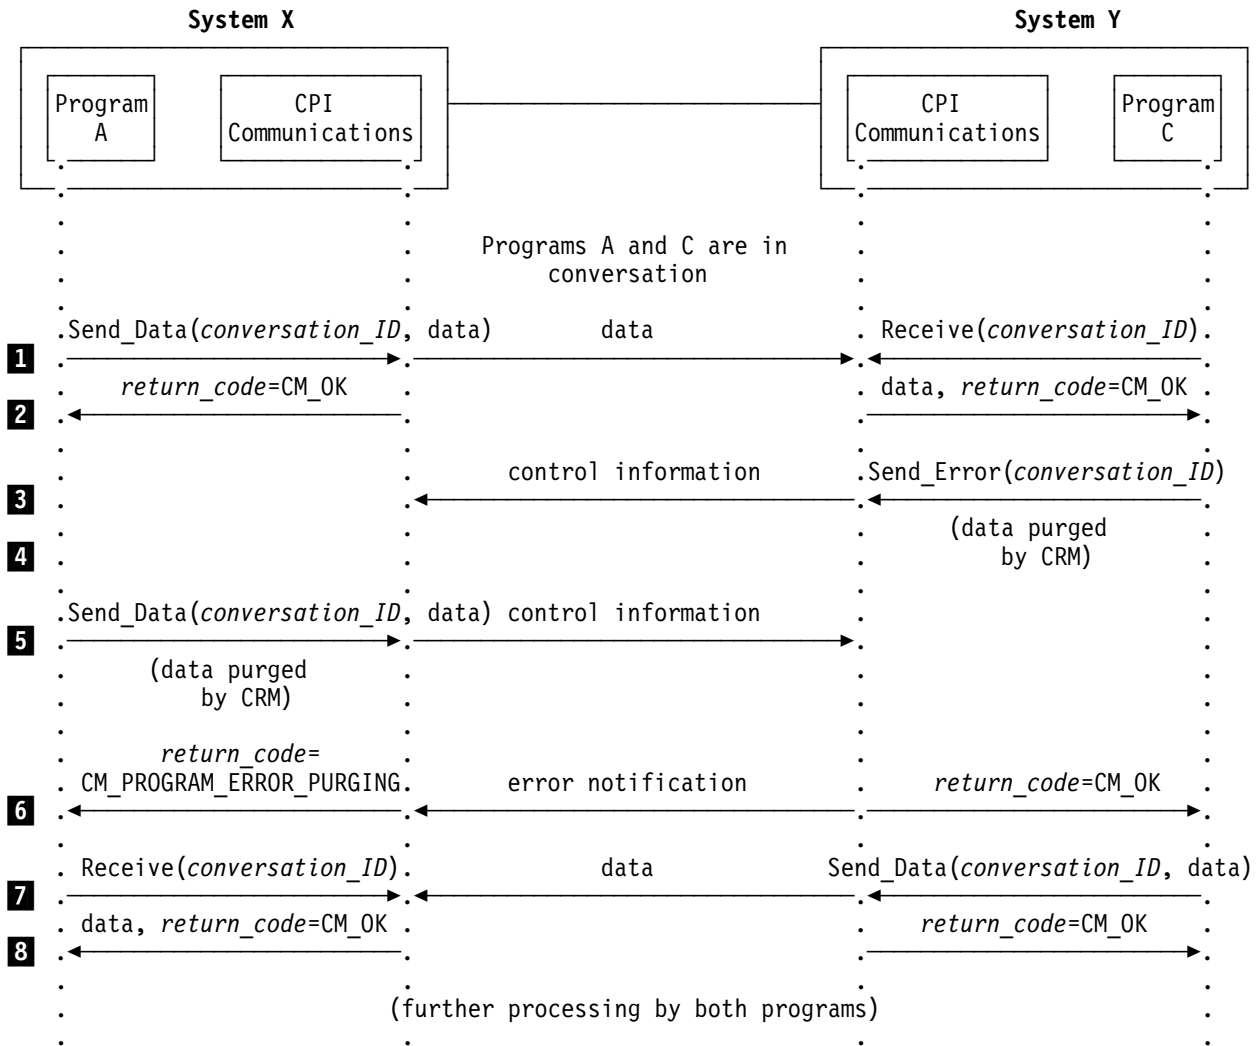 System X System Y
Program CPI CPI Program
A Communications Communications C
Programs A and C are in
conversation
Send_Data(conversation_ID, data) data Receive(conversation_ID)
1
return_code=CM_OK data, return_code=CM_OK
2
control information Send_Error(conversation_ID)
3
(data purged
4 by CRM)
Send_Data(conversation_ID, data) control information
5
(data purged
by CRM)
return_code=
CM_PROGRAM_ERROR_PURGING error notification return_code=CM_OK
6
Receive(conversation_ID) data Send_Data(conversation_ID, data)
7
data, return_code=CM_OK return_code=CM_OK
8
(further processing by both programs)